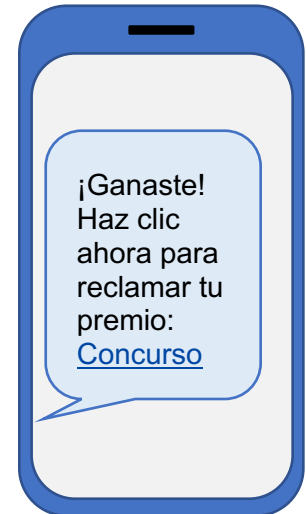 ¡Ganaste!
Haz clic
ahora para
reclamar tu
premio:
Concurso